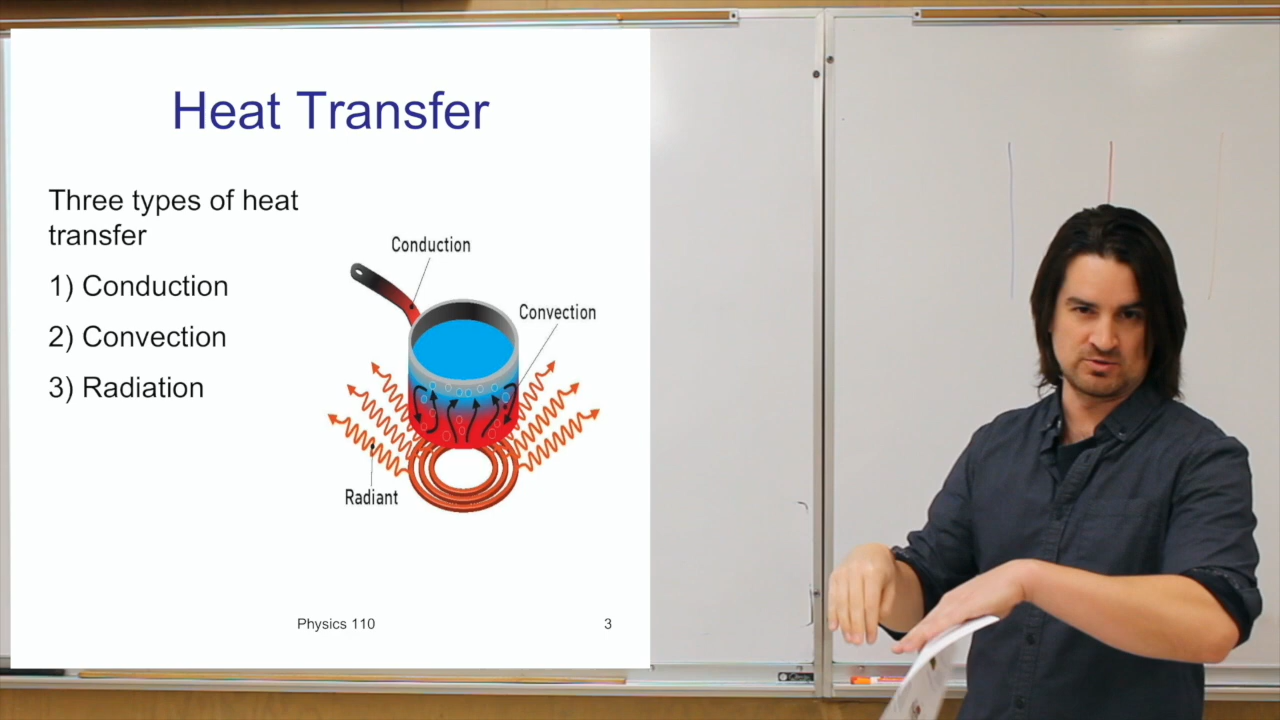 Heat Transfer
Three types of heat
transfer
1) Conduction
2) Convection
3) Radiation
Conduction
Convection
Radiant
Physics 110
3